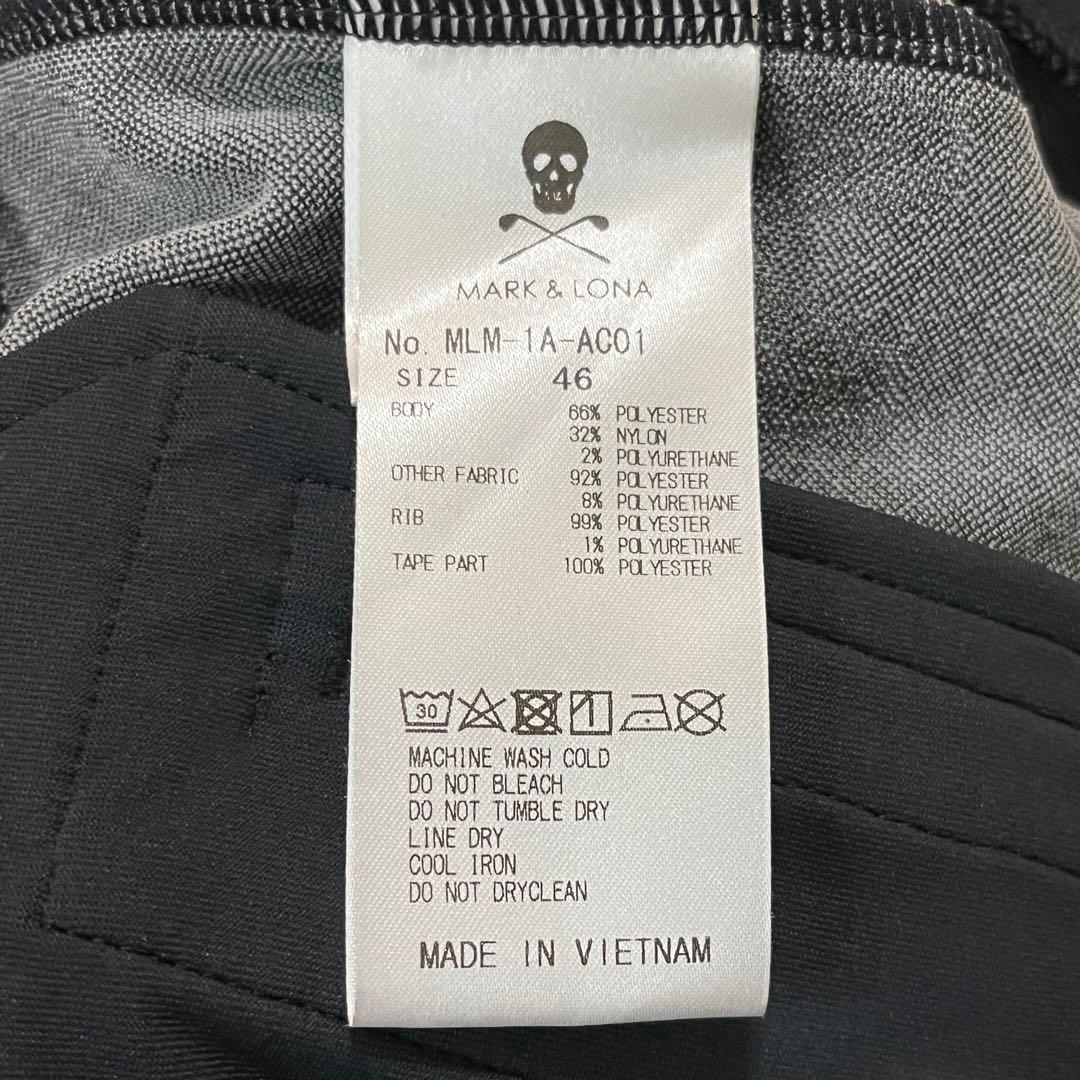 MARK & LONA
No. MLM-1A-AC01
SIZE 46
BODY 66% POLYESTER
32% NYLON
2% POLYURETHANE
OTHER FABRIC 92% POLYESTER
8% POLYURETHANE
RIB 99% POLYESTER
1% POLYURETHANE
TAPE PART 100% POLYESTER
30
MACHINE WASH COLD
DO NOT BLEACH
DO NOT TUMBLE DRY
LINE DRY
COOL IRON
DO NOT DRYCLEAN
MADE IN VIETNAM